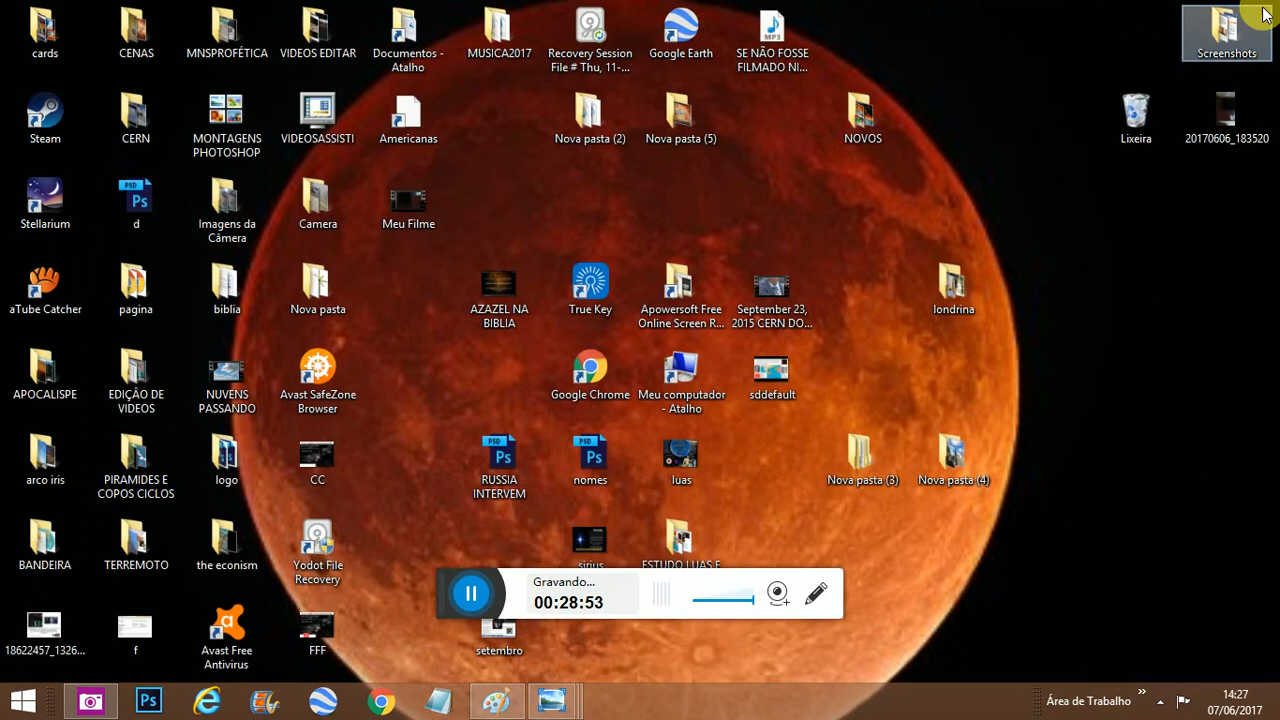 cards
CENAS
MNSPROFÉTICA
VIDEOS EDITAR
Documentos -
Atalho
MUSICA2017
Recovery Session
File # Thu, 11-...
Google Earth
SE NÃO FOSSE
FILMADO NI...
Screenshots
Steam
CERN
MONTAGENS
PHOTOSHOP
VIDEOSASSISTI
Americanas
Nova pasta (2)
Nova pasta (5)
NOVOS
Lixeira
20170606_183520
Stellarium
d
Imagens da
Câmera
Camera
Meu Filme
aTube Catcher
pagina
biblia
Nova pasta
AZAZEL NA
BIBLIA
True Key
Apowersoft Free
Online Screen R...
September 23,
2015 CERN DO...
londrina
APOCALISPE
EDIÇÃO DE
VIDEOS
NUVENS
PASSANDO
Avast SafeZone
Browser
Google Chrome
Meu computador
- Atalho
sddefault
arco iris
PIRAMIDES E
COPOS CICLOS
logo
CC
RUSSIA
INTERVEM
nomes
luas
Nova pasta (3)
Nova pasta (4)
BANDEIRA
TERREMOTO
the econism
Yodot File
Recovery
sirius
ESTUDO LUAS E
Gravando...
00:28:53
18622457_1326...
f
Avast Free
Antivirus
FFF
setembro
Área de Trabalho
14:27
07/06/2017